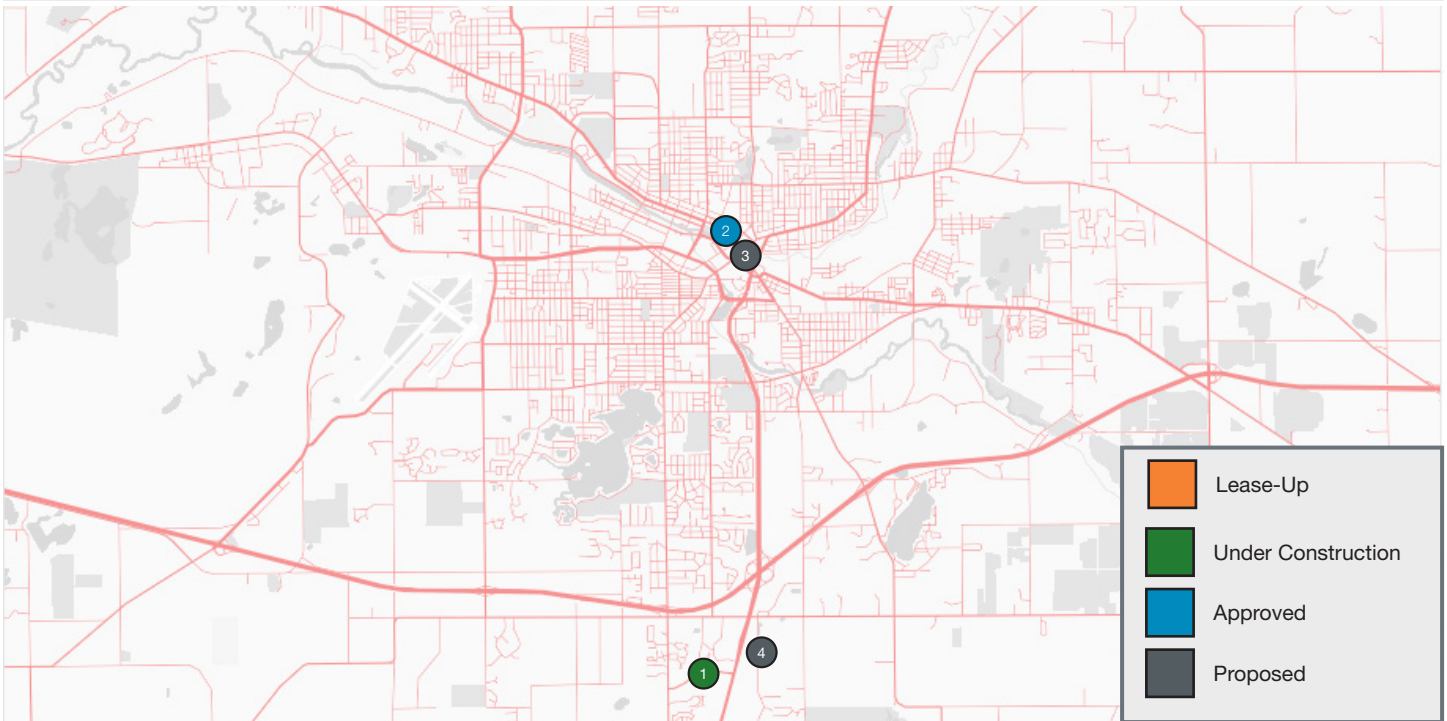 2
3
4
1
Lease-Up
Under Construction
Approved
Proposed